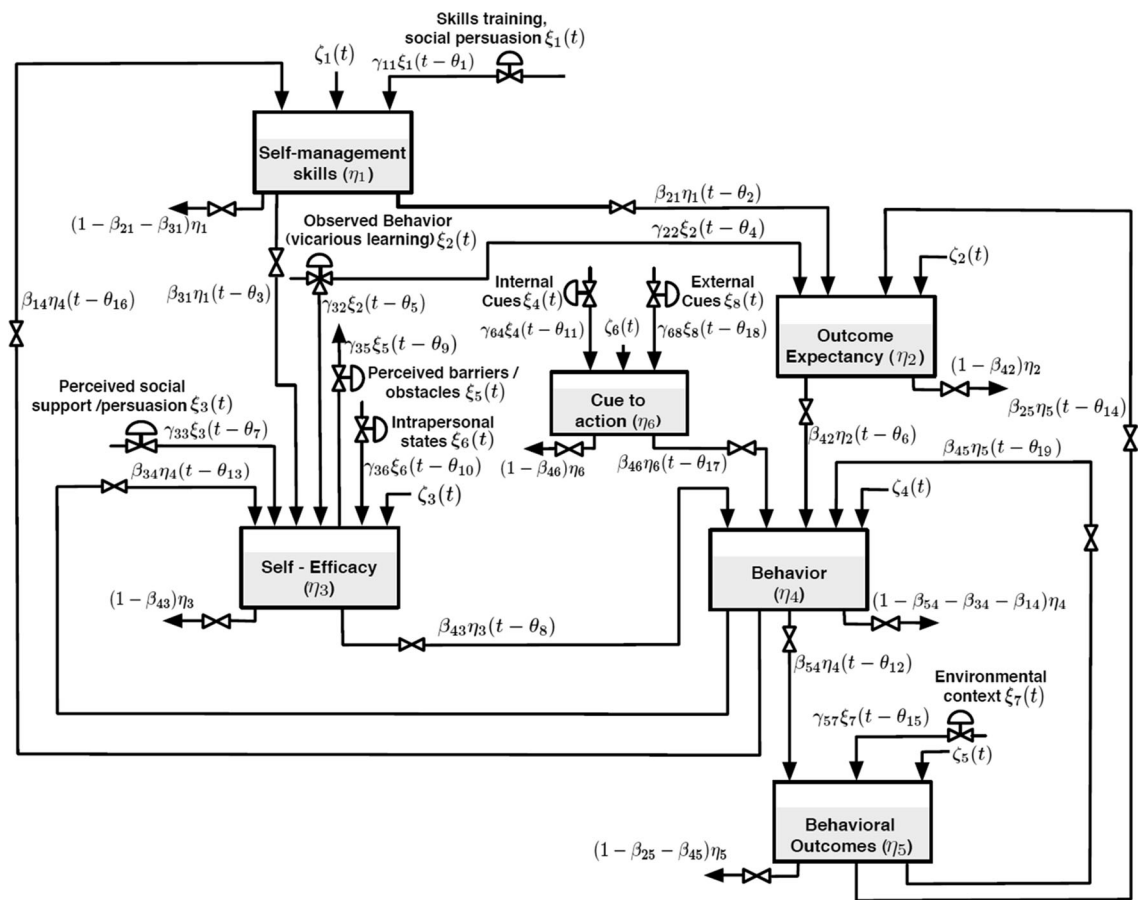 Skills training,
social persuasion ξ₁(t)
ζ₁(t)
γ₁₁ξ₁(t − θ₁)
Self-management
skills (η₁)
(1 − β₂₁ − β₃₁)η₁
β₂₁η₁(t − θ₂)
Observed Behavior
(vicarious learning) ξ₂(t)
γ₂₂ξ₂(t − θ₄)
ζ₂(t)
β₁₄η₄(t − θ₁₆)
β₃₁η₁(t − θ₃)
γ₃₂ξ₂(t − θ₅)
Internal
Cues ξ₄(t)
External
Cues ξ₈(t)
γ₆₄ξ₄(t − θ₁₁)
ζ₆(t)
γ₆₈ξ₈(t − θ₁₈)
Outcome
Expectancy (η₂)
γ₃₅ξ₅(t − θ₉)
Perceived barriers /
obstacles ξ₅(t)
(1 − β₄₂)η₂
Perceived social
support /persuasion ξ₃(t)
Cue to
action (η₆)
β₂₅η₅(t − θ₁₄)
Intrapersonal
states ξ₆(t)
γ₃₃ξ₃(t − θ₇)
β₄₂η₂(t − θ₆)
β₄₅η₅(t − θ₁₉)
β₃₄η₄(t − θ₁₃)
γ₃₆ξ₆(t − θ₁₀)
(1 − β₄₆)η₆
β₄₆η₆(t − θ₁₇)
ζ₃(t)
ζ₄(t)
Self - Efficacy
(η₃)
Behavior
(η₄)
(1 − β₄₃)η₃
(1 − β₅₄ − β₃₄ − β₁₄)η₄
β₄₃η₃(t − θ₈)
β₅₄η₄(t − θ₁₂)
Environmental
context ξ₇(t)
γ₅₇ξ₇(t − θ₁₅)
ζ₅(t)
Behavioral
Outcomes (η₅)
(1 − β₂₅ − β₄₅)η₅